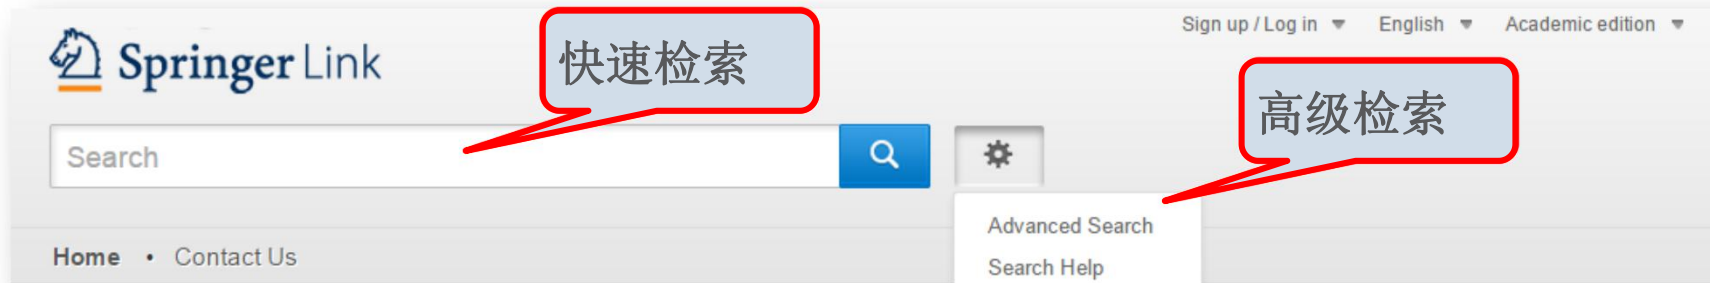 Sign up / Log in English Academic edition
Springer Link
快速检索
高级检索
Search
Advanced Search
Search Help
Home • Contact Us